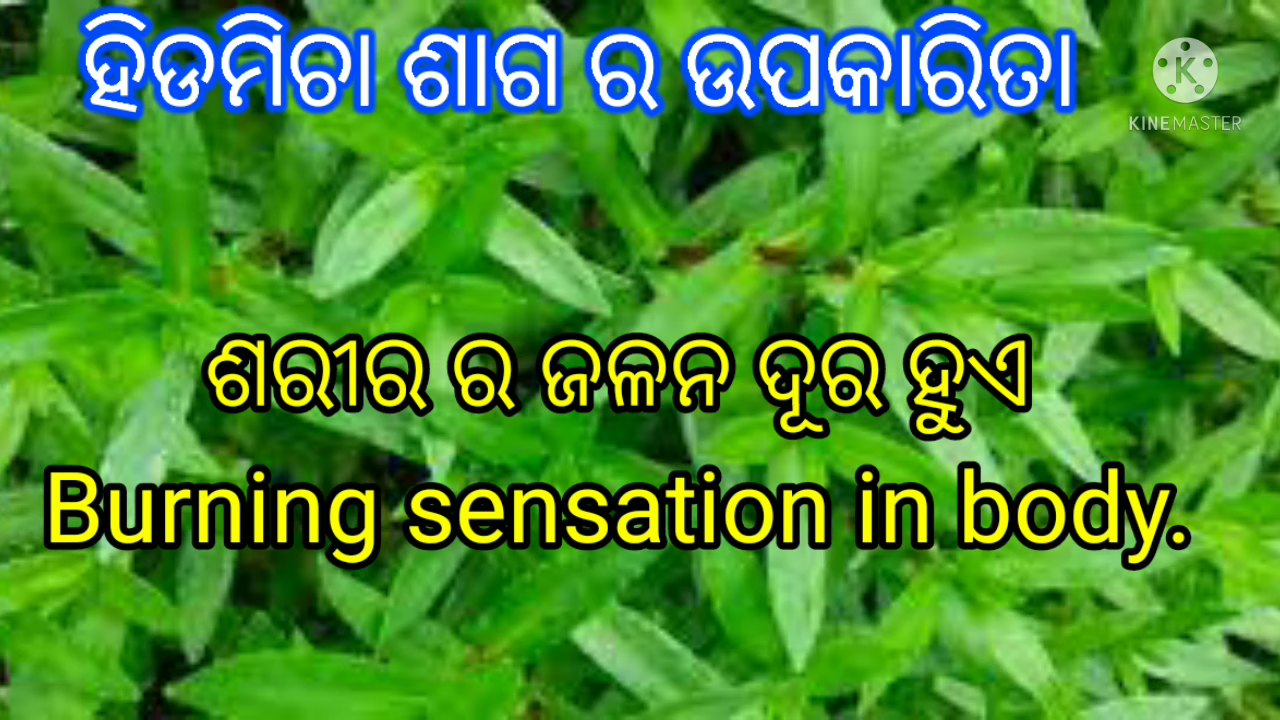 ହିଡମିଚା ଶାଗ ର ଉପକାରିତା
KINEMASTER
ଶରୀର ର ଜଳନ ଦୂର ହୁଏ
Burning sensation in body.